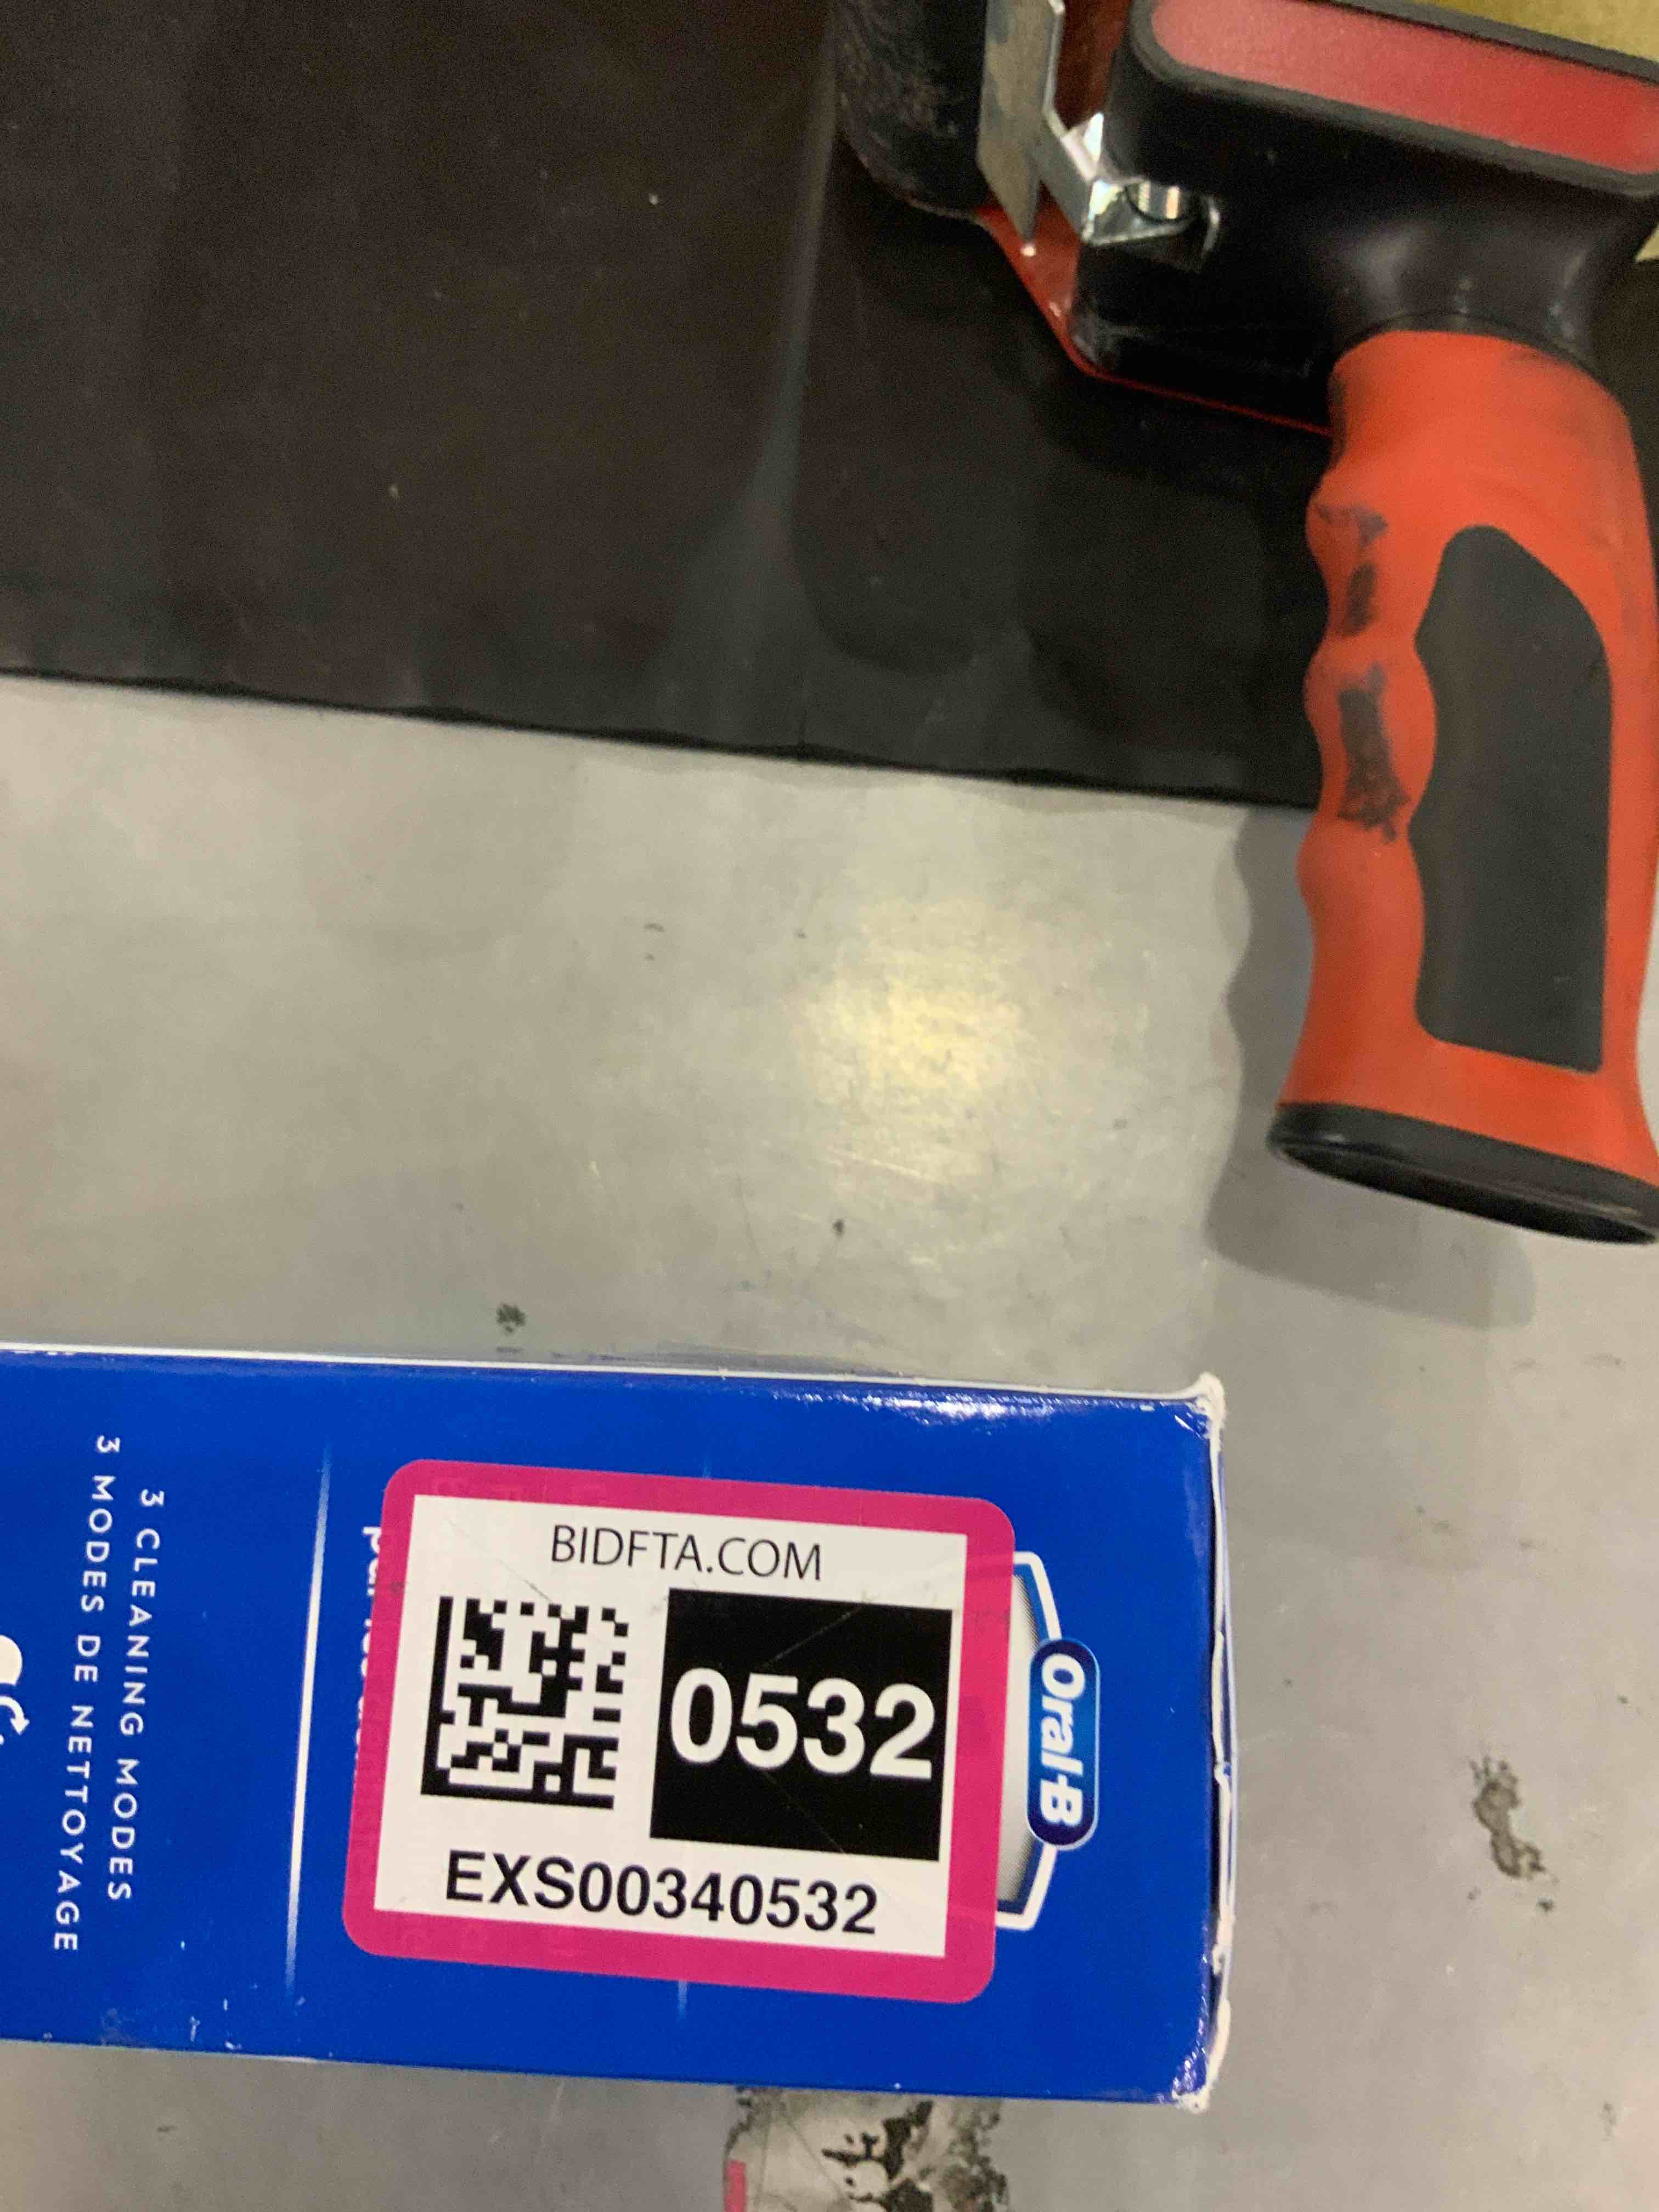 BIDFTA.COM
0532
EXS00340532
Oral-B
3 CLEANING MODES
3 MODES DE NETTOYAGE